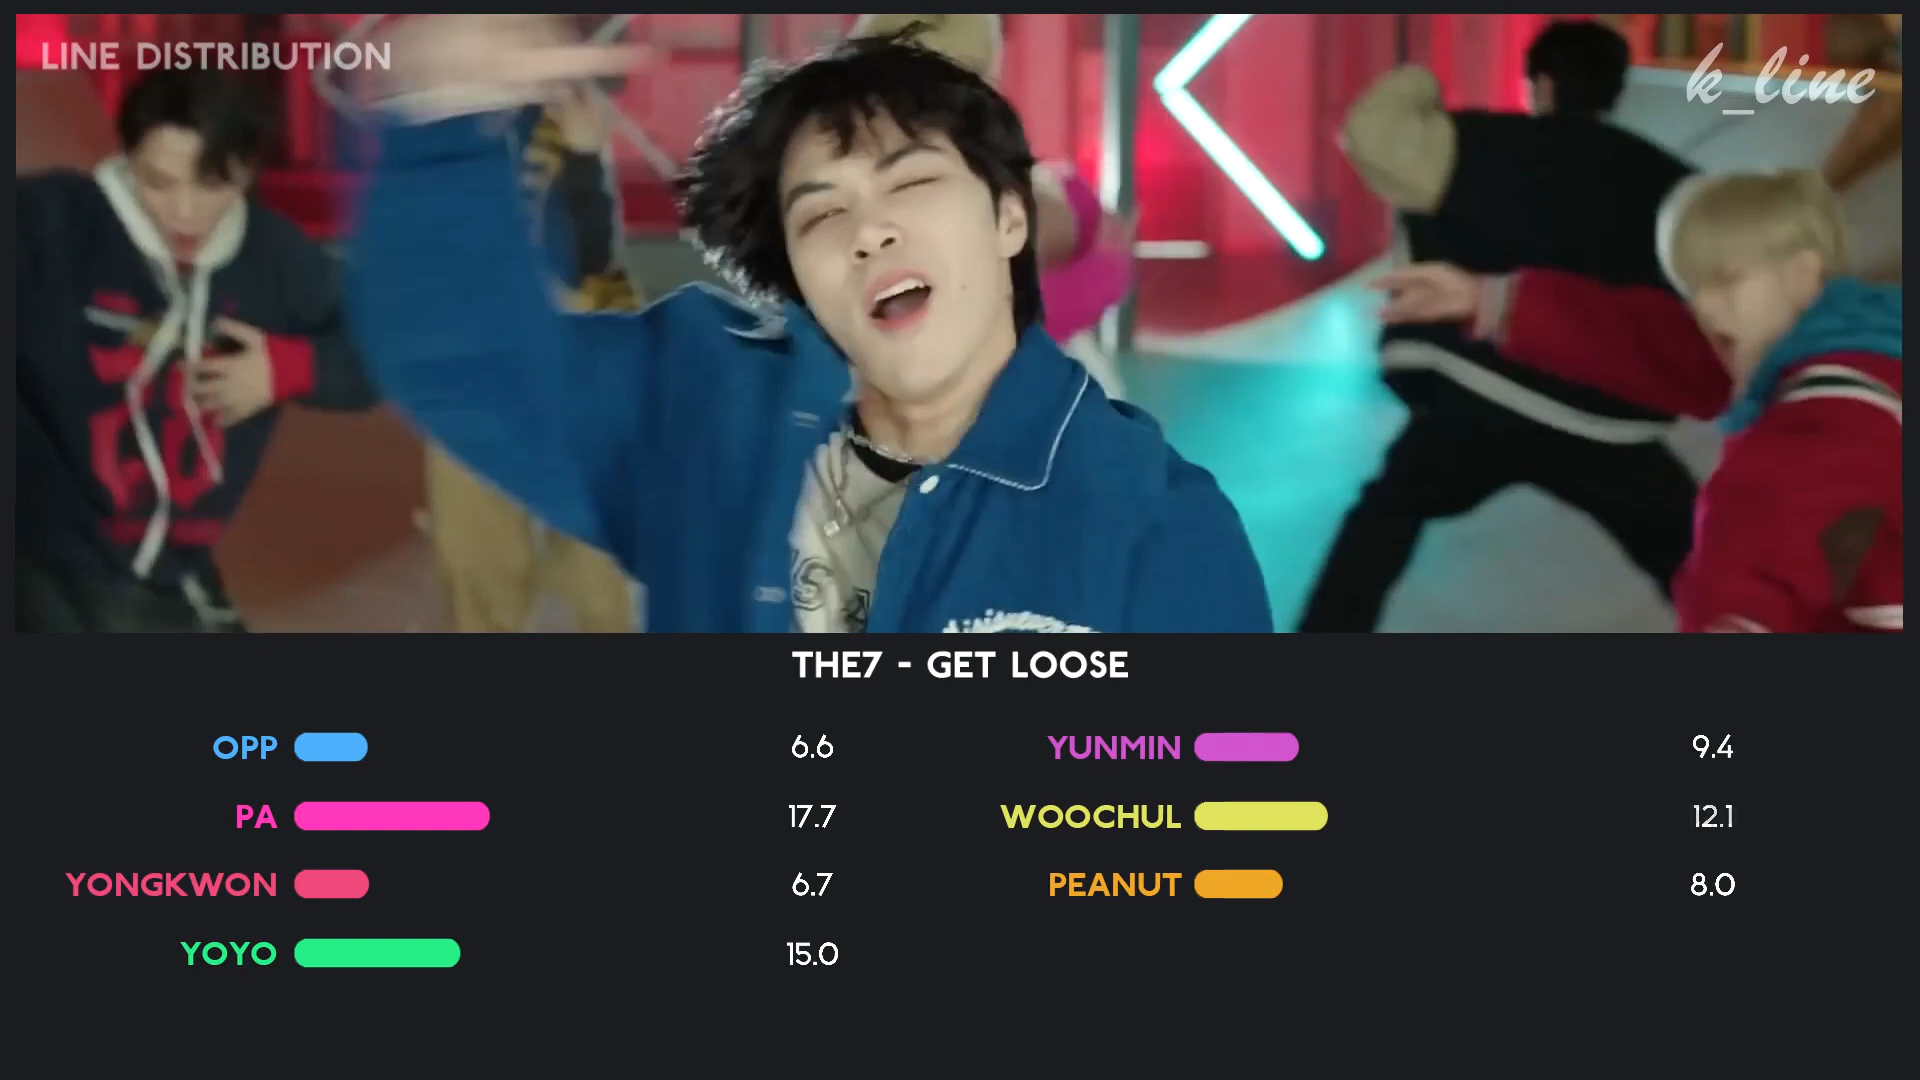 LINE DISTRIBUTION
k_line
THE7 - GET LOOSE
OPP 6.6
PA 17.7
YONGKWON 6.7
YOYO 15.0
YUNMIN 9.4
WOOCHUL 12.1
PEANUT 8.0